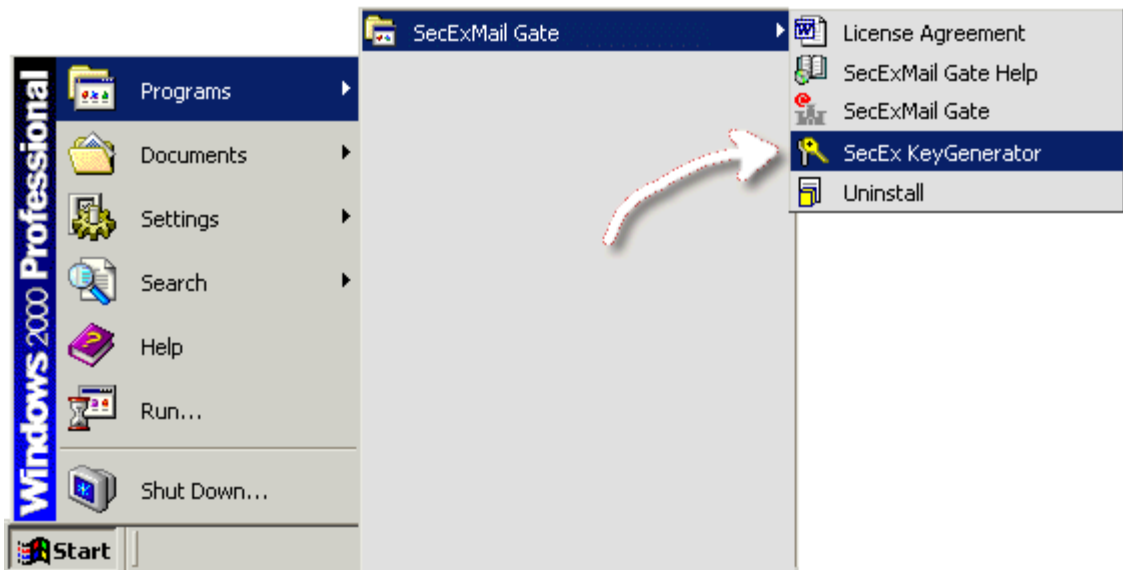 Windows 2000 Professional
Programs
Documents
Settings
Search
Help
Run...
Shut Down...
Start
SecExMail Gate
License Agreement
SecExMail Gate Help
SecExMail Gate
SecEx KeyGenerator
Uninstall